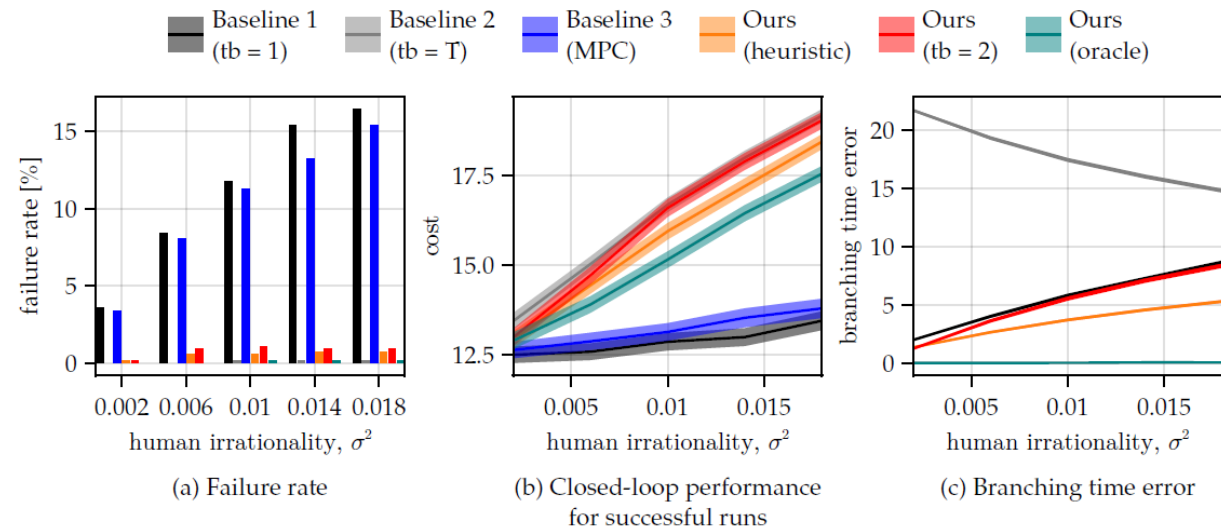 Baseline 1
(tb = 1)
Baseline 2
(tb = T)
Baseline 3
(MPC)
Ours
(heuristic)
Ours
(tb = 2)
Ours
(oracle)
failure rate [%]
15
10
5
0
0.002 0.006 0.01 0.014 0.018
human irrationality, σ²
(a) Failure rate
cost
17.5
15.0
12.5
0.005 0.01 0.015
human irrationality, σ²
(b) Closed-loop performance
for successful runs
branching time error
20
15
10
5
0
0.005 0.01 0.015
human irrationality, σ²
(c) Branching time error